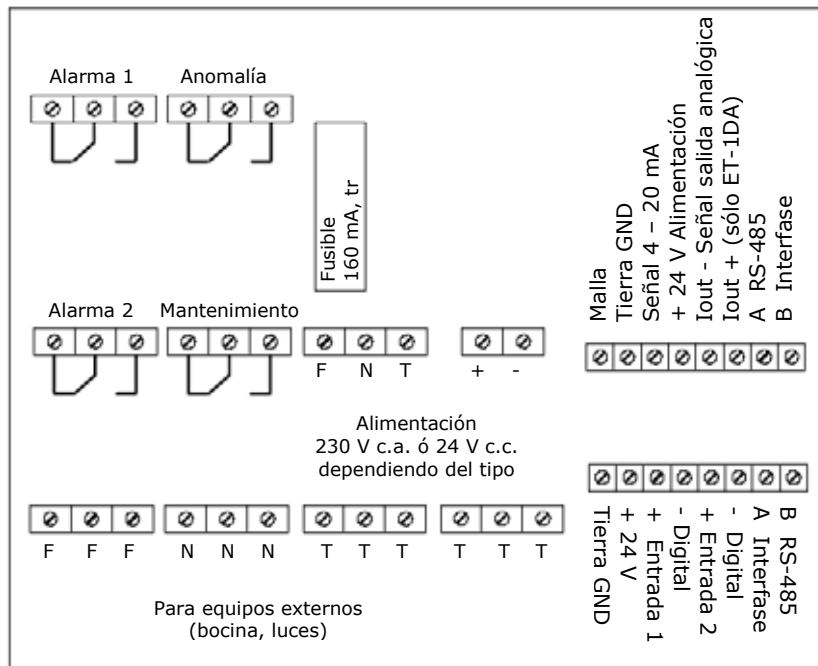 Alarma 1
Anomalía
Fusible
160 mA, tr
Malla
Tierra GND
Señal 4 – 20 mA
+ 24 V Alimentación
Iout - Señal salida analógica
Iout + (sólo ET-1DA)
A RS-485
B Interfase
Alarma 2
Mantenimiento
F N T
+ -
Alimentación
230 V c.a. ó 24 V c.c.
dependiendo del tipo
F F F
N N N
T T T
T T T
Para equipos externos
(bocina, luces)
Tierra GND
+ 24 V
+ Entrada 1
- Digital
+ Entrada 2
- Digital
A Interfase
B RS-485